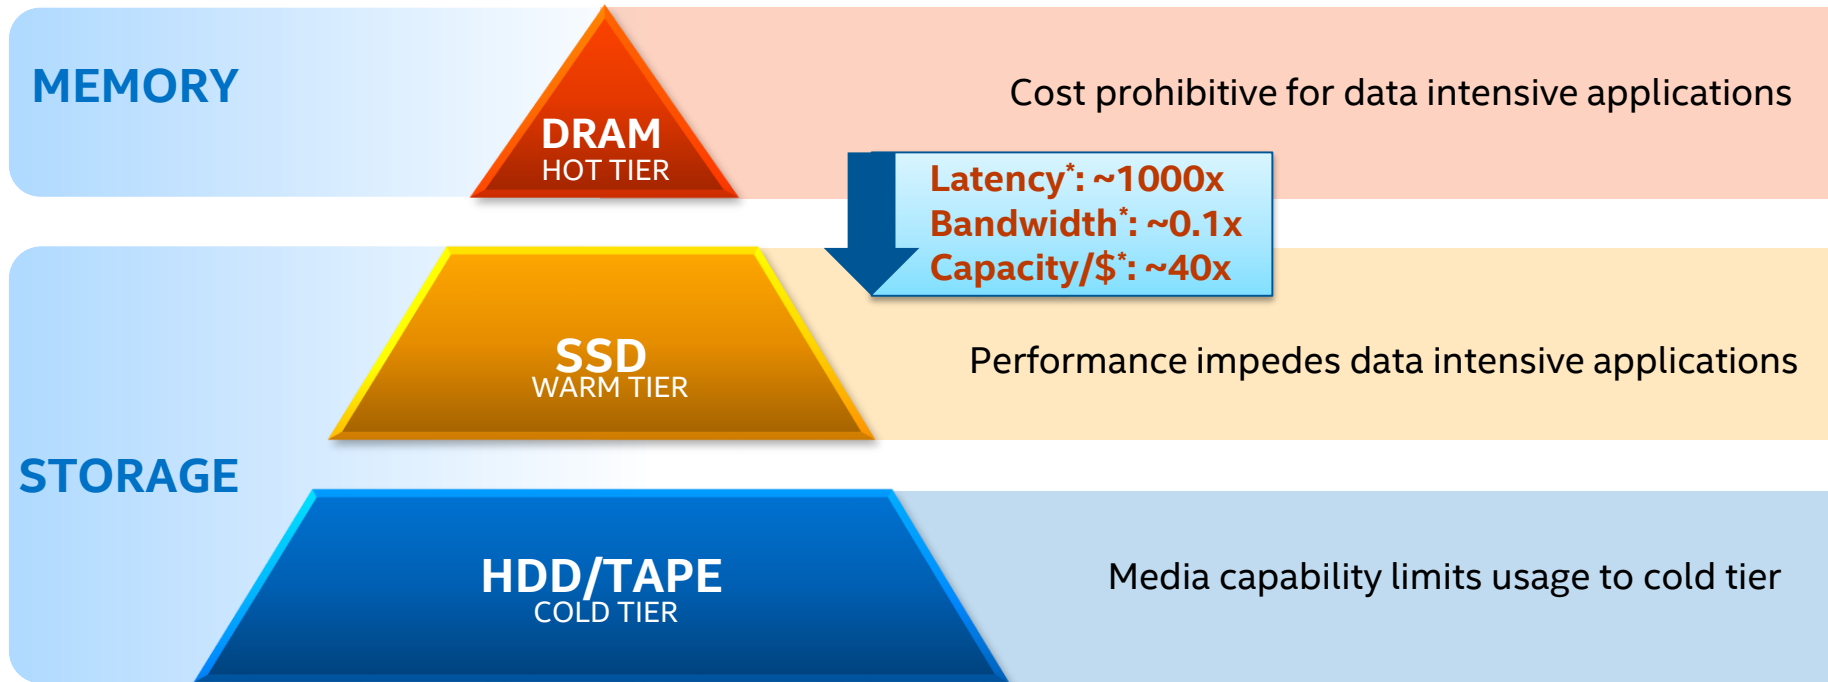 MEMORY
DRAM
HOT TIER
Cost prohibitive for data intensive applications
Latency*: ~1000x
Bandwidth*: ~0.1x
Capacity/$*: ~40x
STORAGE
SSD
WARM TIER
Performance impedes data intensive applications
HDD/TAPE
COLD TIER
Media capability limits usage to cold tier